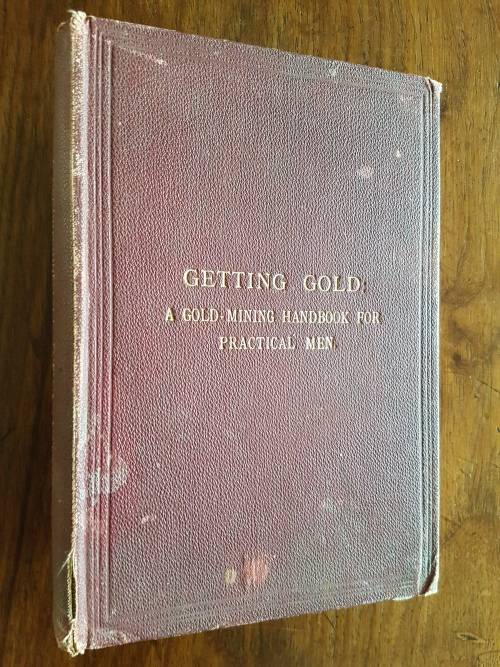 GETTING GOLD:
A GOLD-MINING HANDBOOK FOR
PRACTICAL MEN.